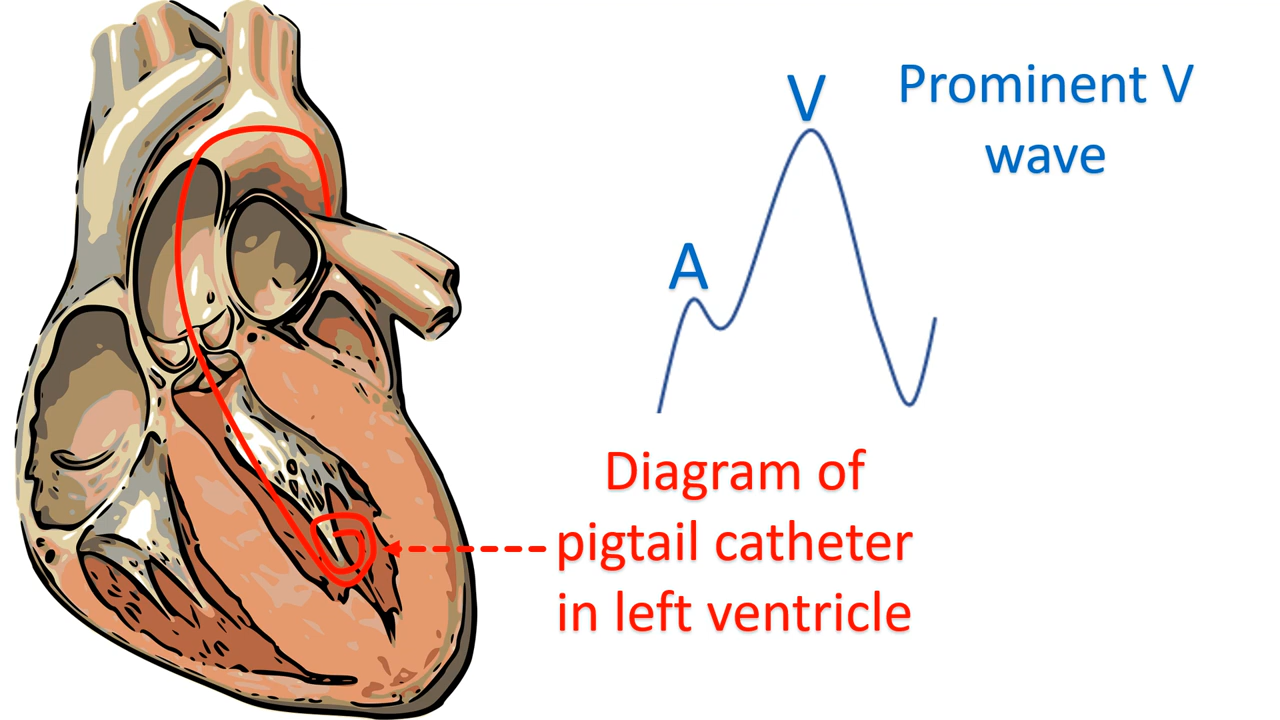 V
Prominent V
wave
A
Diagram of
pigtail catheter
in left ventricle